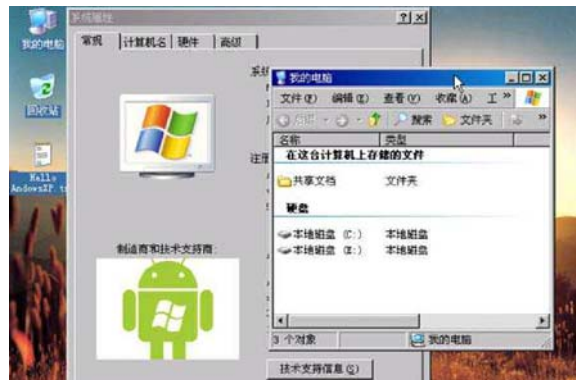 我的电脑
回收站
Hello
AndowsXP.t
系统属性
常规
计算机名
硬件
高级
系统
注册
制造商和技术支持商:
技术支持信息(S)
我的电脑
文件(F)
编辑(E)
查看(V)
收藏(A)
工 »
后退
搜索
文件夹
»
名称
类型
在这台计算机上存储的文件
共享文档
文件夹
硬盘
本地磁盘 (C:)
本地磁盘
本地磁盘 (E:)
本地磁盘
3 个对象
我的电脑